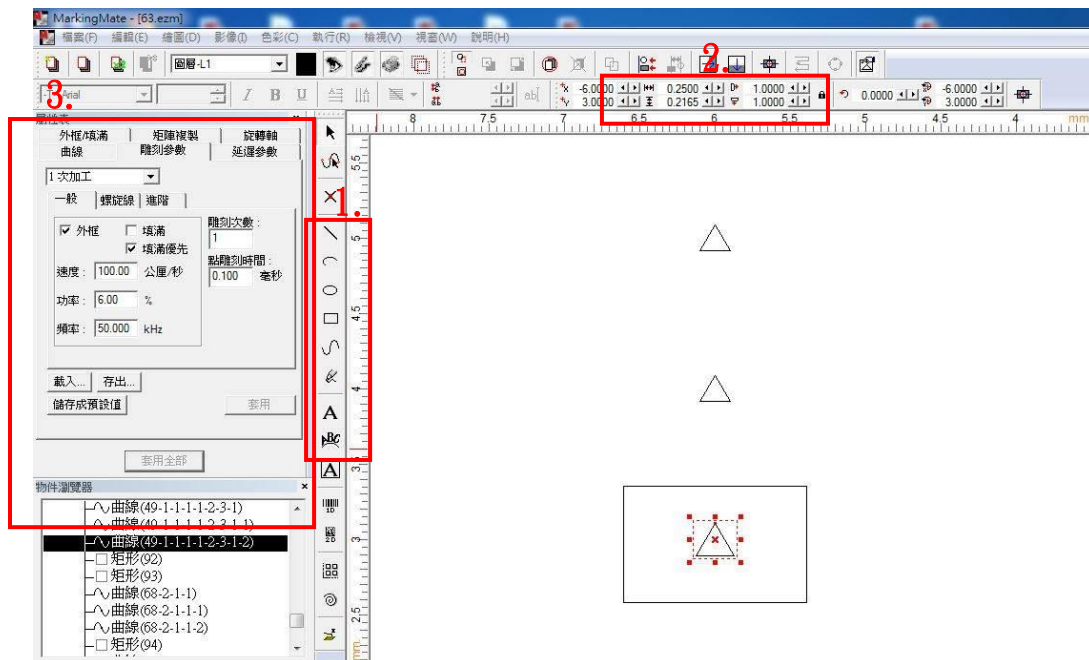 MarkingMate - [63.ezm]
檔案(F) 編輯(E) 繪圖(D) 影像(I) 色彩(C) 執行(R) 檢視(V) 視窗(W) 說明(H)
圖層-L1
2.
Arial I B U ab| X -6.0000 0.2500 1.0000 0.0000 -6.0000
Y 3.0000 0.2165 1.0000 3.0000
3.
屬性表
8 7.5 7 6.5 6 5.5 5 4.5 4 mm
外框/填滿 矩陣複製 旋轉軸
曲線 雕刻參數 延遲參數
1 次加工
一般 螺旋線 進階
1.
外框 填滿
填滿優先
雕刻次數 :
1
速度 : 100.00 公厘/秒
點雕刻時間 :
0.100 毫秒
功率 : 6.00 %
頻率 : 50.000 kHz
載入... 存出...
儲存成預設值 套用
套用全部
A
ABC
A
1D
2D
5.5
5
4.5
4
3.5
3
2.5
mm
物件瀏覽器
曲線(49-1-1-1-1-2-3-1)
曲線(49-1-1-1-1-2-3-1-1)
曲線(49-1-1-1-1-2-3-1-2)
矩形(92)
矩形(93)
曲線(68-2-1-1)
曲線(68-2-1-1-1)
曲線(68-2-1-1-2)
矩形(94)